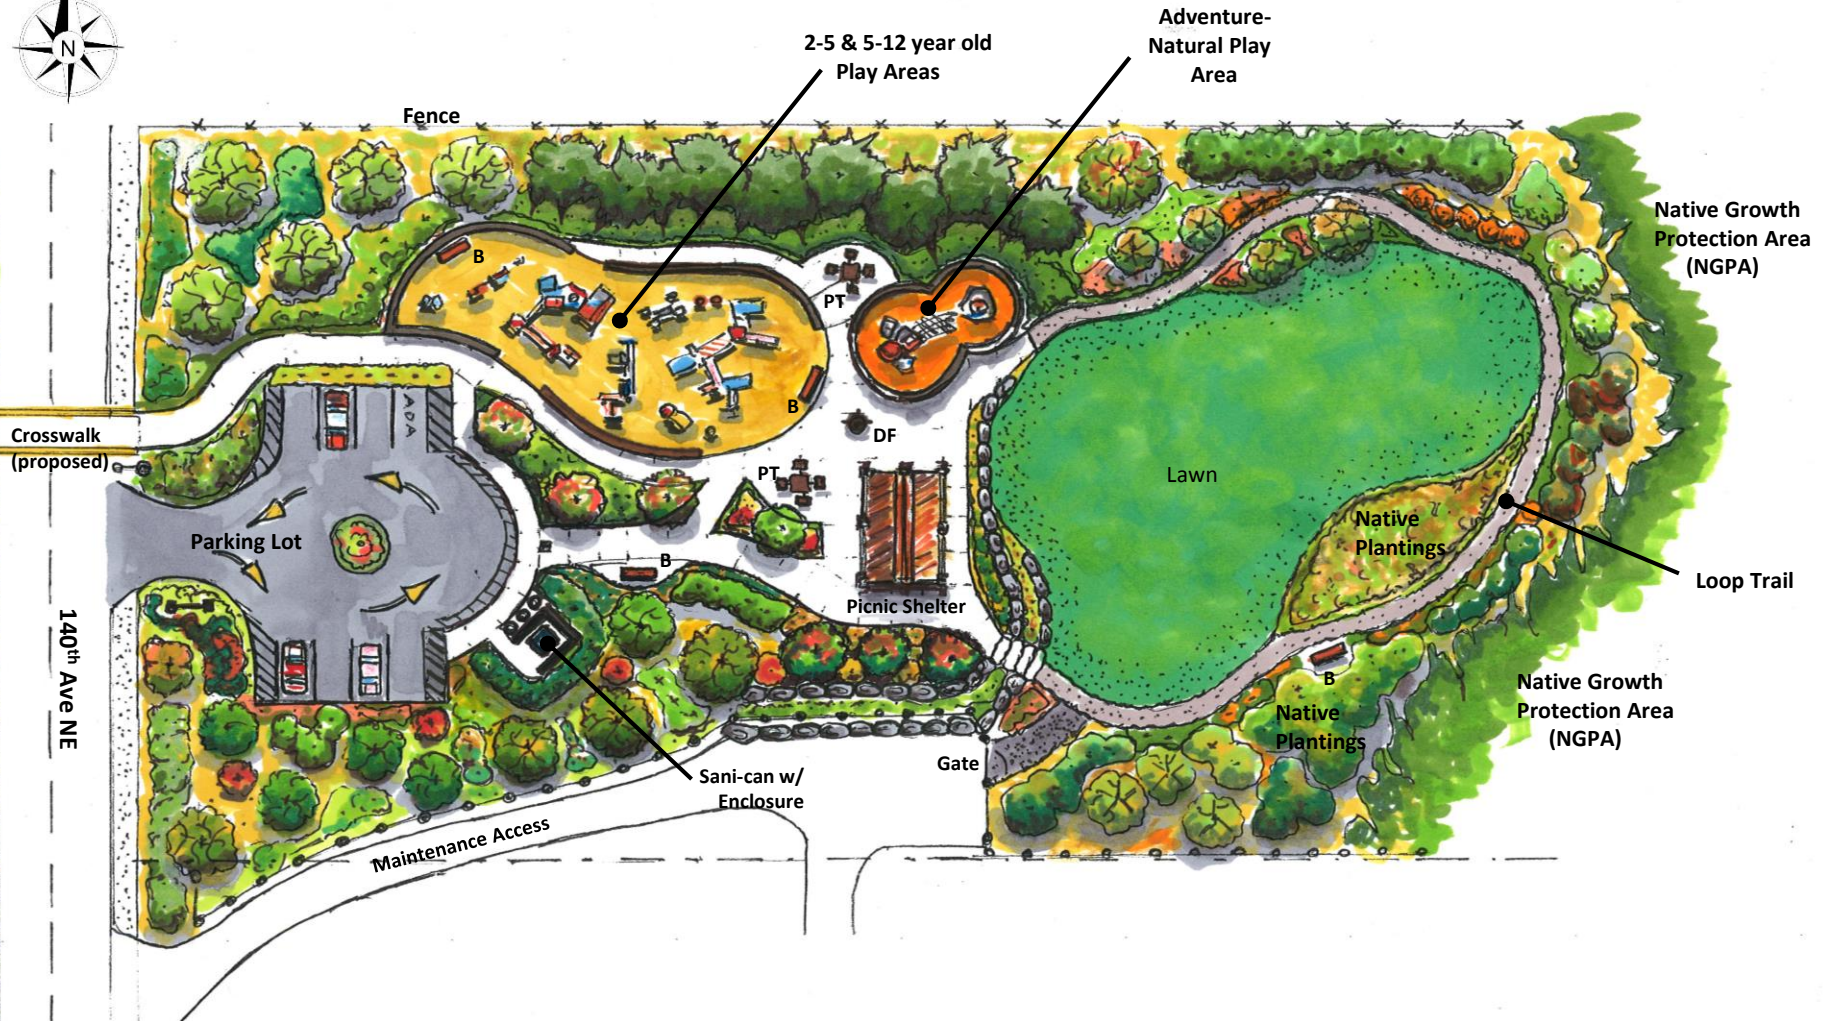 N
Adventure-
Natural Play
Area
2-5 & 5-12 year old
Play Areas
Fence
Native Growth
Protection Area
(NGPA)
B
PT
ADA
B
DF
Crosswalk
(proposed)
PT
Lawn
Native
Plantings
Parking Lot
B
Loop Trail
Picnic Shelter
140th Ave NE
B
Native Growth
Protection Area
(NGPA)
Native
Plantings
Gate
Sani-can w/
Enclosure
Maintenance Access